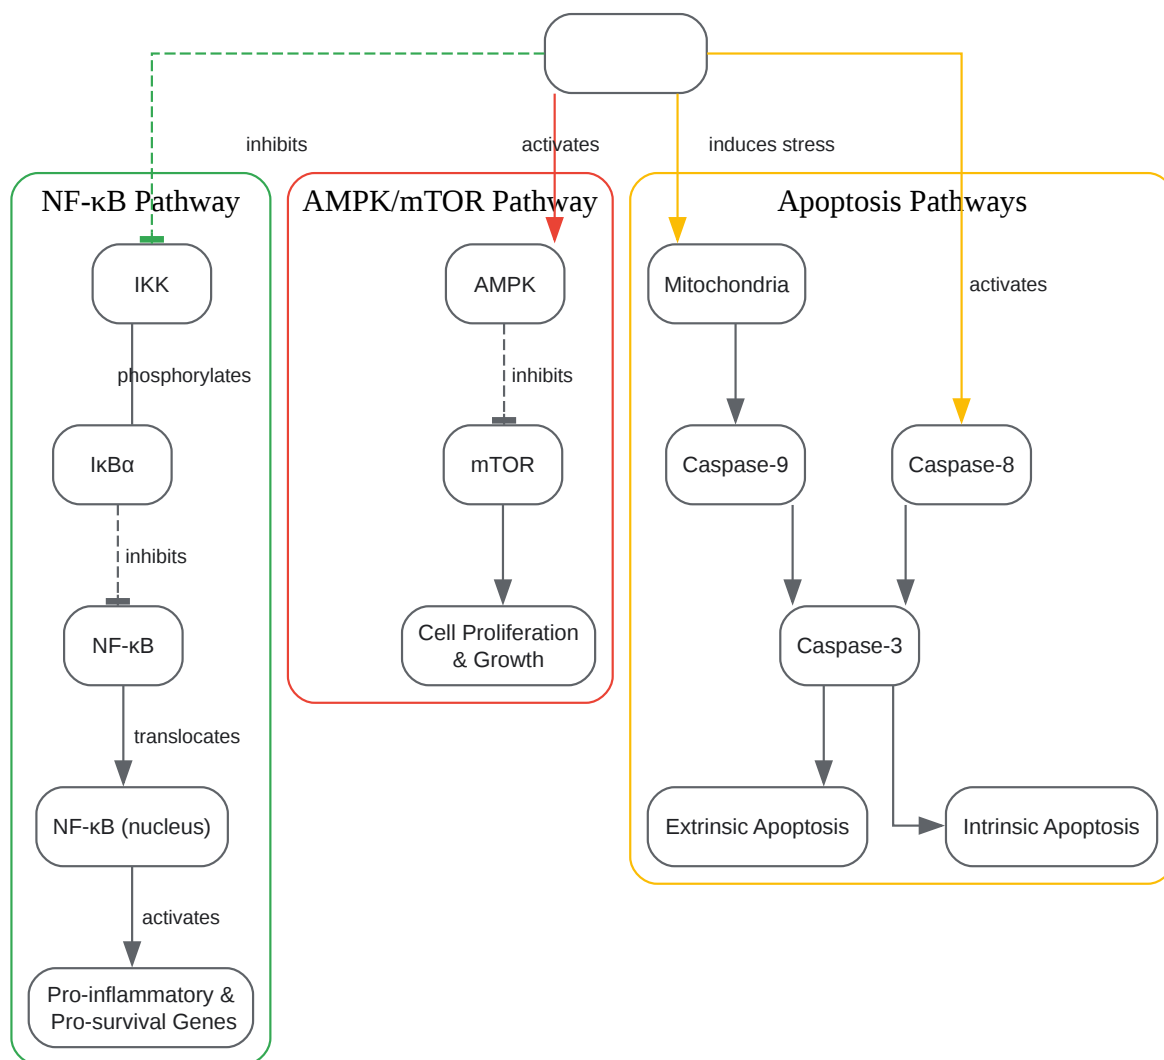 inhibits
activates
induces stress
NF-κB Pathway
AMPK/mTOR Pathway
Apoptosis Pathways
IKK
AMPK
Mitochondria
activates
phosphorylates
inhibits
IκBα
mTOR
Caspase-9
Caspase-8
inhibits
NF-κB
Cell Proliferation
& Growth
Caspase-3
translocates
NF-κB (nucleus)
Extrinsic Apoptosis
Intrinsic Apoptosis
activates
Pro-inflammatory &
Pro-survival Genes